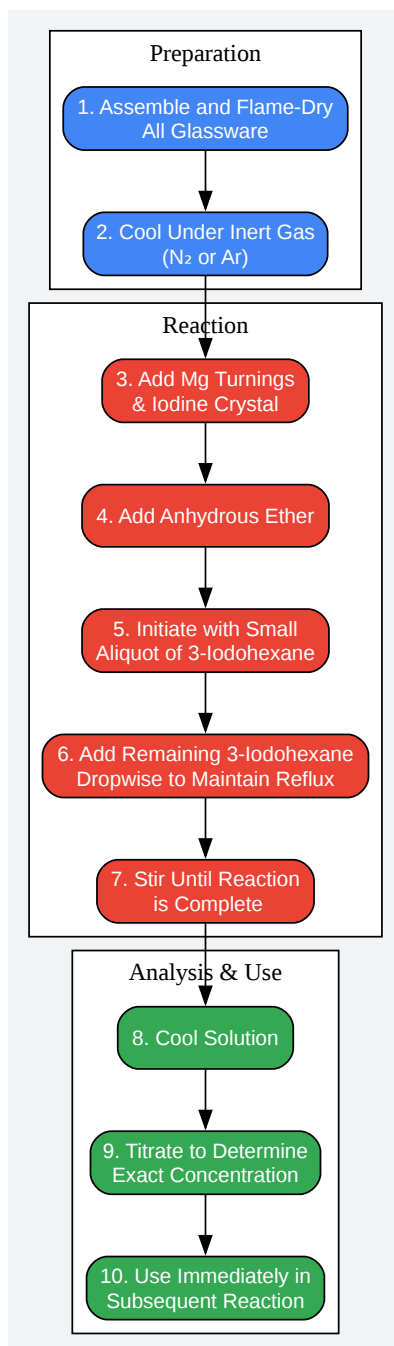 Preparation
1. Assemble and Flame-Dry
All Glassware
2. Cool Under Inert Gas
(N₂ or Ar)
Reaction
3. Add Mg Turnings
& Iodine Crystal
4. Add Anhydrous Ether
5. Initiate with Small
Aliquot of 3-Iodohexane
6. Add Remaining 3-Iodohexane
Dropwise to Maintain Reflux
7. Stir Until Reaction
is Complete
Analysis & Use
8. Cool Solution
9. Titrate to Determine
Exact Concentration
10. Use Immediately in
Subsequent Reaction